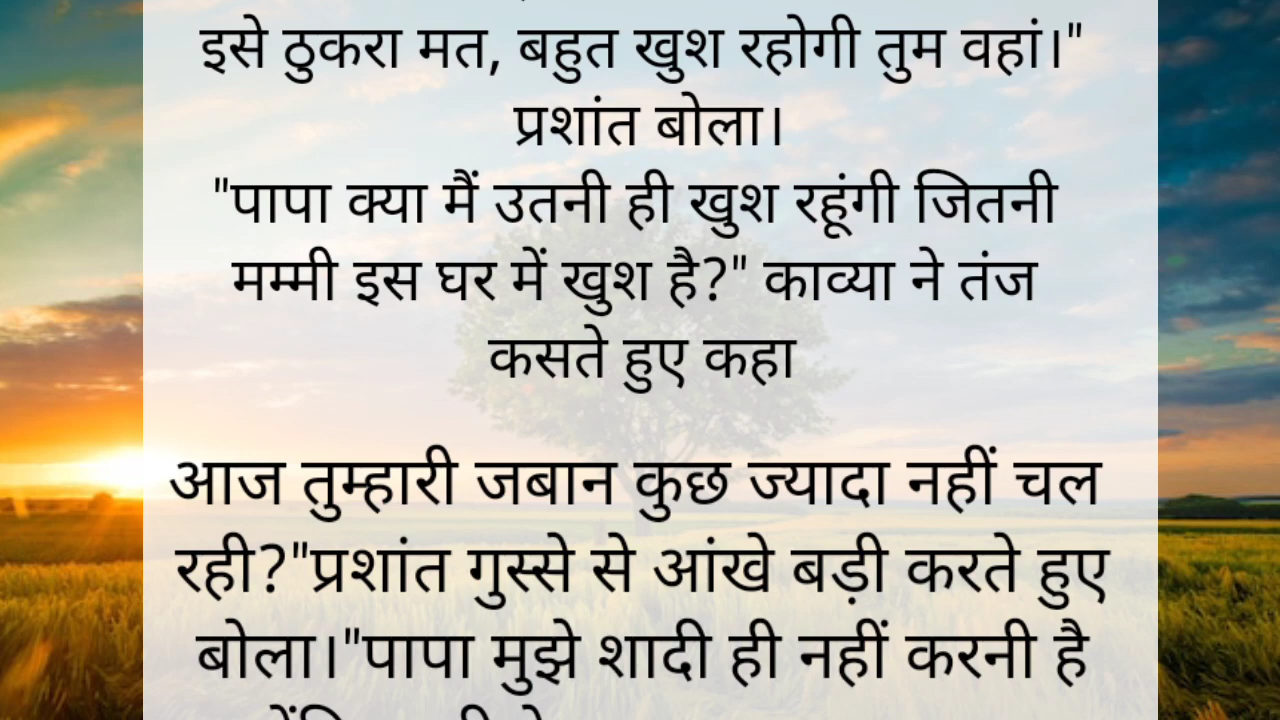 इसे ठुकरा मत, बहुत खुश रहोगी तुम वहां।"
प्रशांत बोला।
"पापा क्या मैं उतनी ही खुश रहूंगी जितनी
मम्मी इस घर में खुश है?" काव्या ने तंज
कसते हुए कहा
आज तुम्हारी जबान कुछ ज्यादा नहीं चल
रही?"प्रशांत गुस्से से आंखे बड़ी करते हुए
बोला।"पापा मुझे शादी ही नहीं करनी है